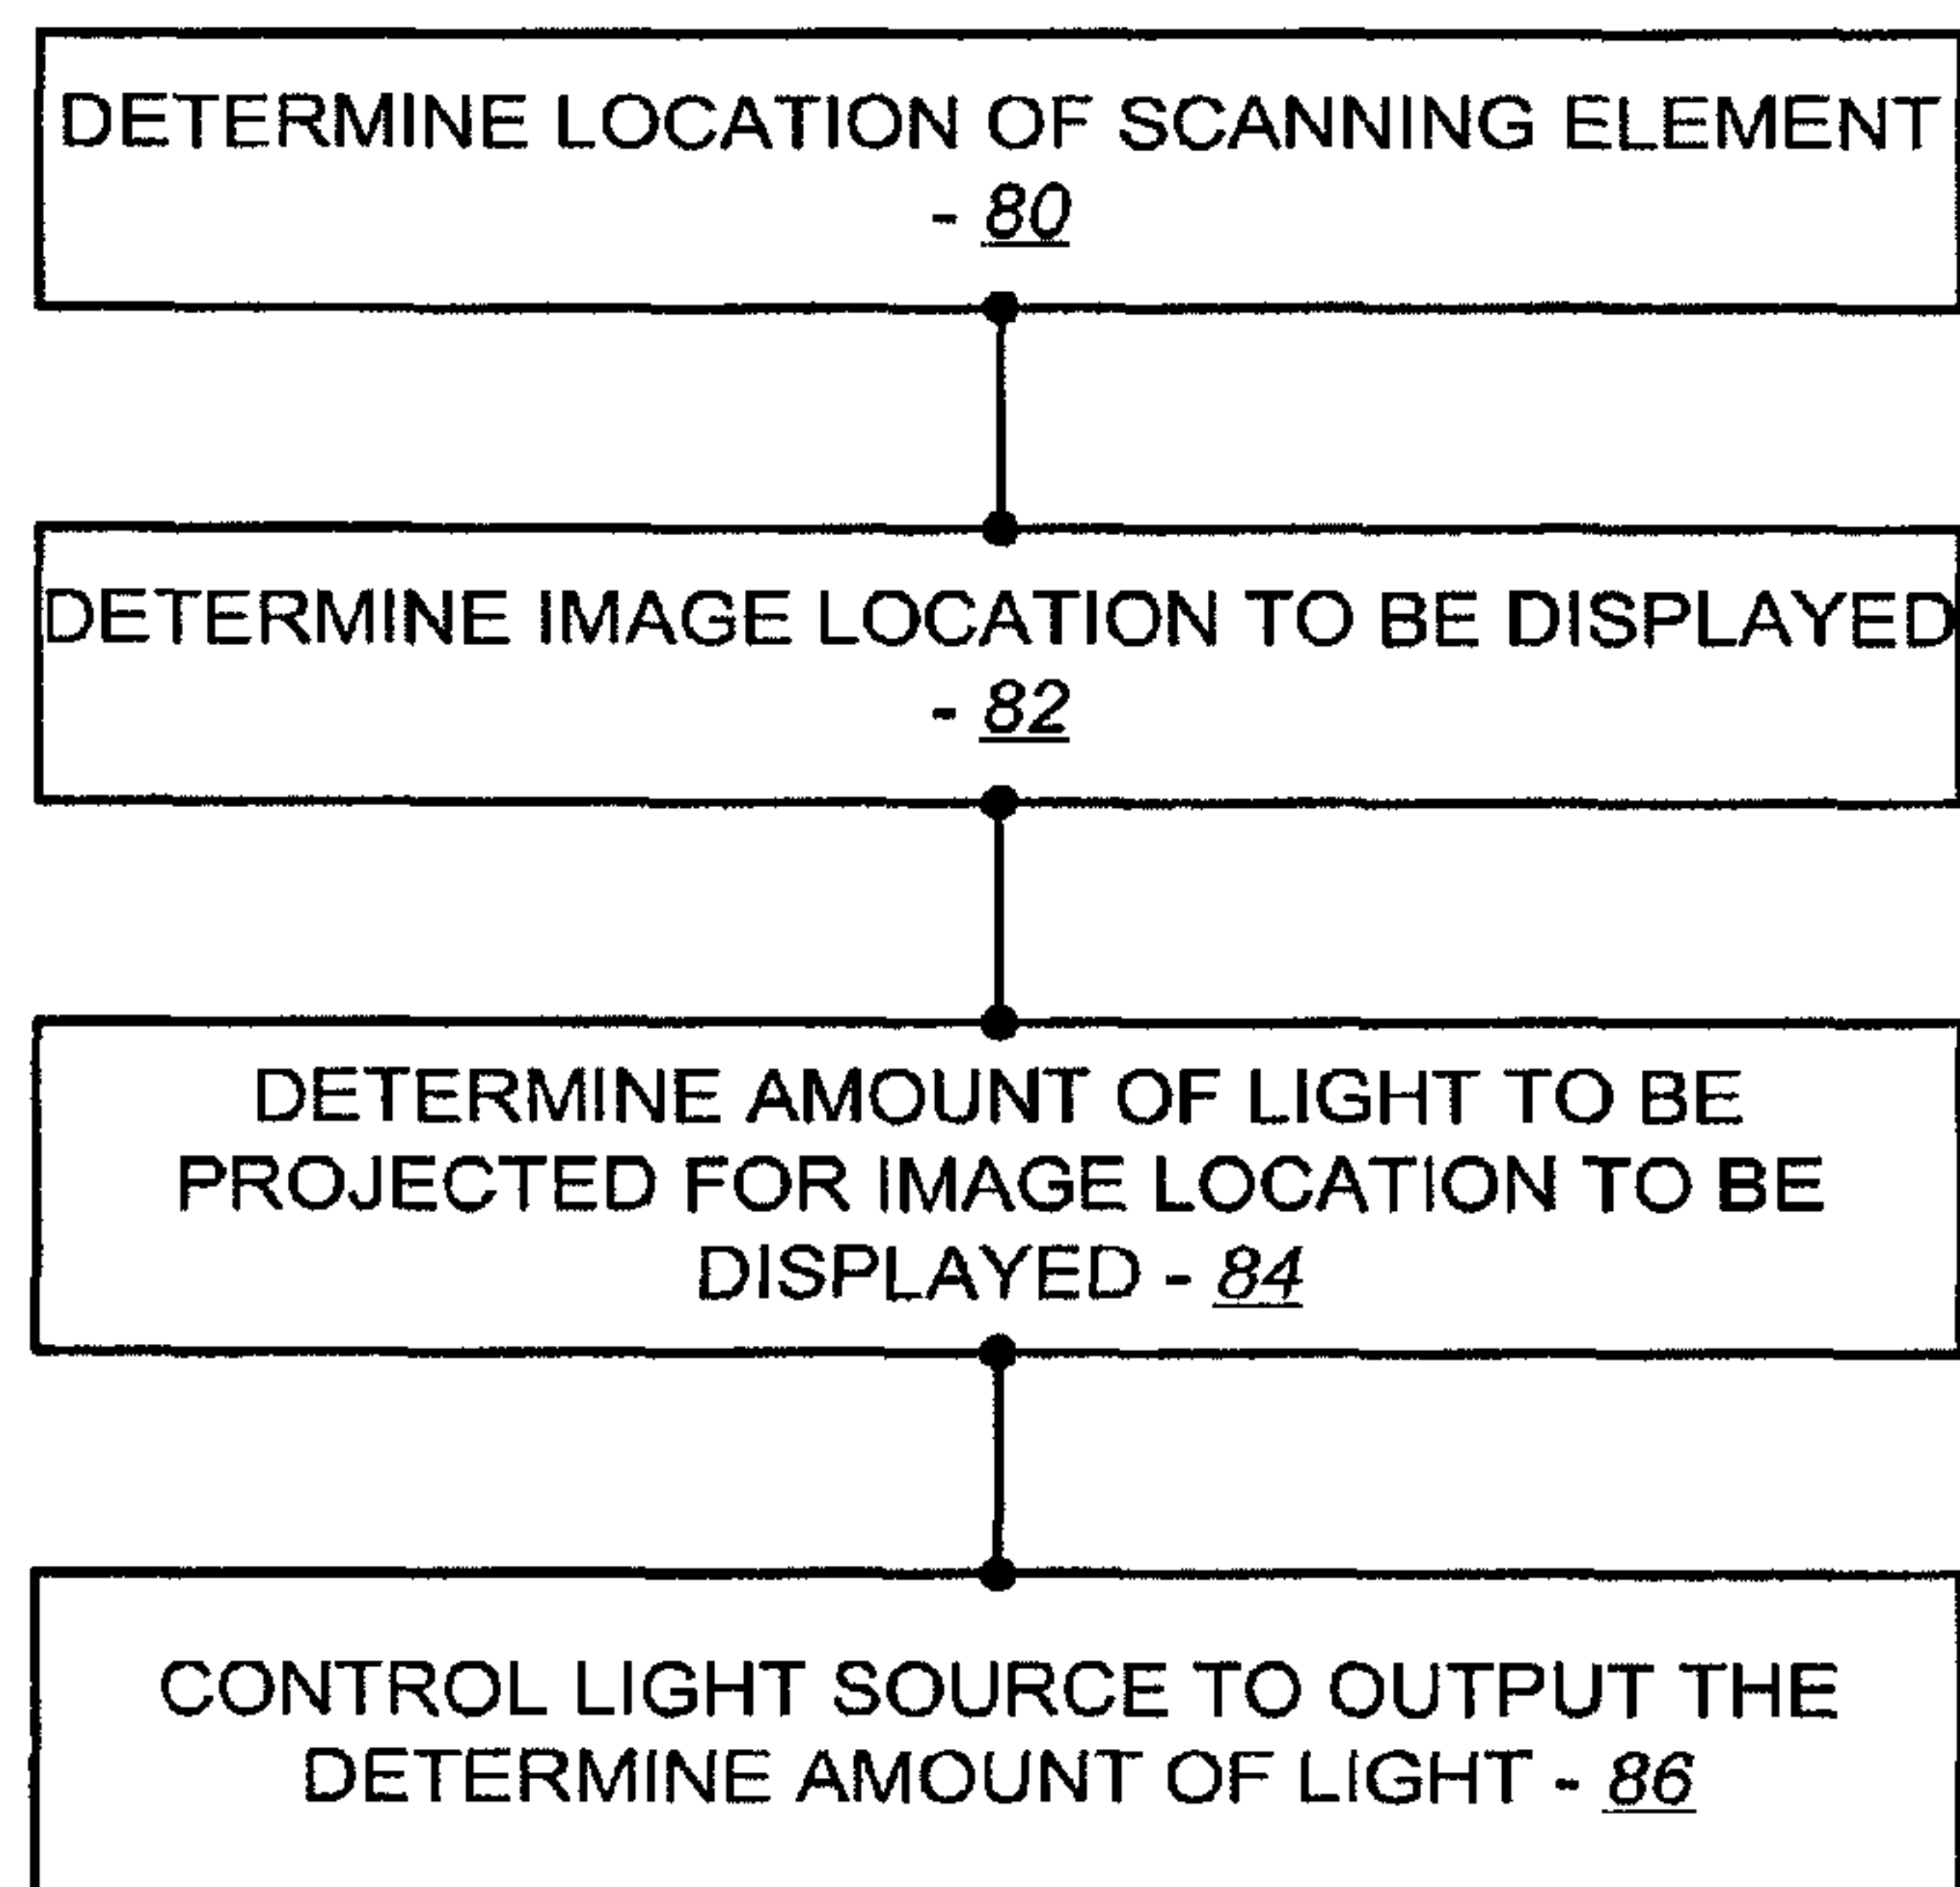 DETERMINE LOCATION OF SCANNING ELEMENT
- 80
DETERMINE IMAGE LOCATION TO BE DISPLAYED
- 82
DETERMINE AMOUNT OF LIGHT TO BE
PROJECTED FOR IMAGE LOCATION TO BE
DISPLAYED - 84
CONTROL LIGHT SOURCE TO OUTPUT THE
DETERMINE AMOUNT OF LIGHT - 86